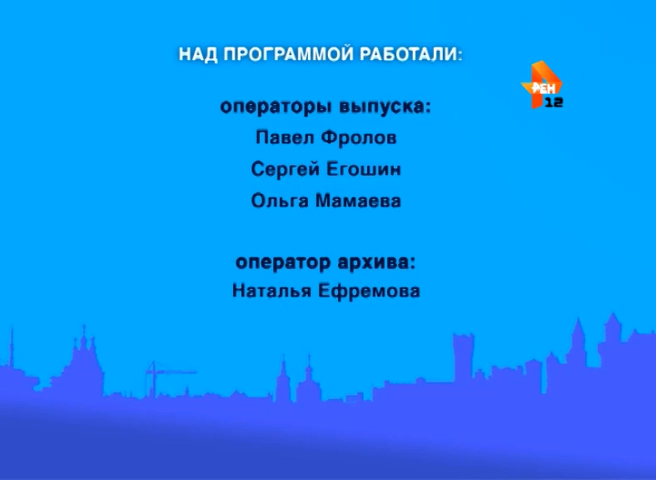 НАД ПРОГРАММОЙ РАБОТАЛИ:
РЕН
12
операторы выпуска:
Павел Фролов
Сергей Егошин
Ольга Мамаева
оператор архива:
Наталья Ефремова